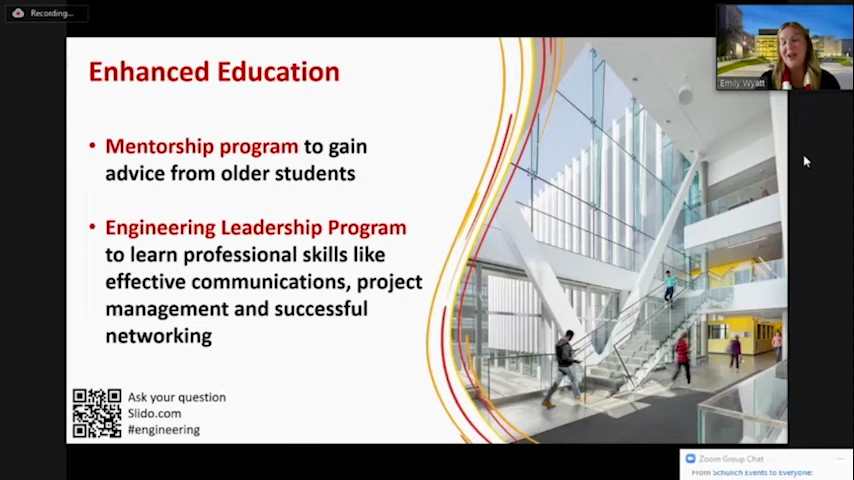 Recording...
Enhanced Education
• Mentorship program to gain
advice from older students
• Engineering Leadership Program
to learn professional skills like
effective communications, project
management and successful
networking
Ask your question
Slido.com
#engineering
Emily Wyatt
Zoom Group Chat
From Schulich Events to Everyone: